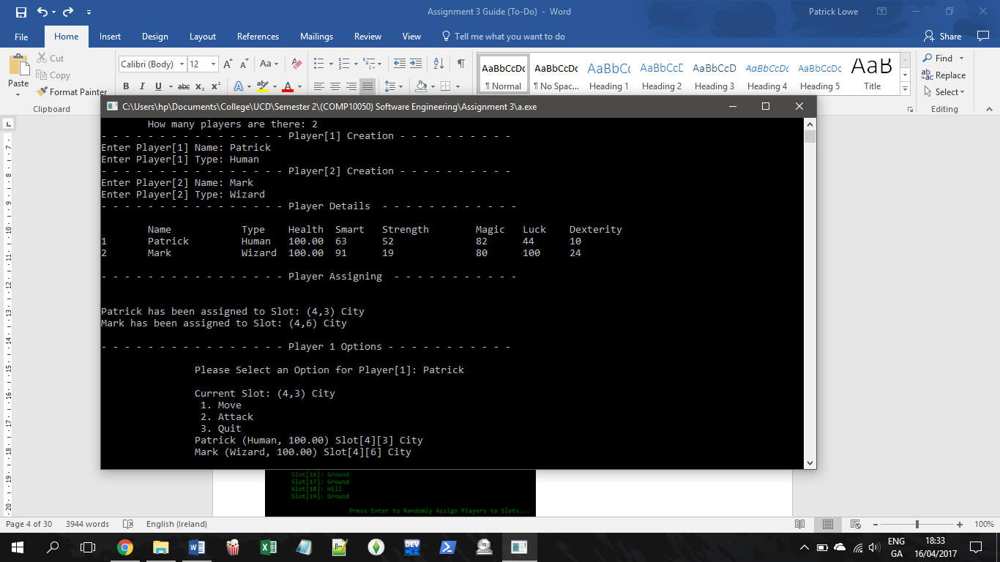 Assignment 3 Guide (To-Do) - Word
Patrick Lowe
File Home Insert Design Layout References Mailings Review View Tell me what you want to do Share
Paste
Cut
Copy
Format Painter
Clipboard
Calibri (Body) 12
AaBbCcDc AaBbCcDc AaBbCc AaBbCcD AaBbCcD AaBbCcDc AaBbCcDc AaB
¶ Normal ¶ No Spac... Heading 1 Heading 2 Heading 3 Heading 4 Heading 5 Title
Find
Replace
Select
Editing
C:\Users\hp\Documents\College\UCD\Semester 2\(COMP10050) Software Engineering\Assignment 3\a.exe
How many players are there: 2
- - - - - - - - - - - - - - - - Player[1] Creation - - - - - - - - - -
Enter Player[1] Name: Patrick
Enter Player[1] Type: Human
- - - - - - - - - - - - - - - - Player[2] Creation - - - - - - - - - -
Enter Player[2] Name: Mark
Enter Player[2] Type: Wizard
- - - - - - - - - - - - - - - - Player Details - - - - - - - - - - - -
Name Type Health Smart Strength Magic Luck Dexterity
1 Patrick Human 100.00 63 52 82 44 10
2 Mark Wizard 100.00 91 19 80 100 24
- - - - - - - - - - - - - - - - Player Assigning - - - - - - - - - - -
Patrick has been assigned to Slot: (4,3) City
Mark has been assigned to Slot: (4,6) City
- - - - - - - - - - - - - - - - Player 1 Options - - - - - - - - - - -
Please Select an Option for Player[1]: Patrick
Current Slot: (4,3) City
1. Move
2. Attack
3. Quit
Patrick (Human, 100.00) Slot[4][3] City
Mark (Wizard, 100.00) Slot[4][6] City
Slot[16]: Ground
Slot[17]: Ground
Slot[18]: Hill
Slot[19]: Ground
Press Enter to Randomly Assign Players to Slots...
Page 4 of 30 3944 words English (Ireland) 100%
ENG
GA
18:33
16/04/2017